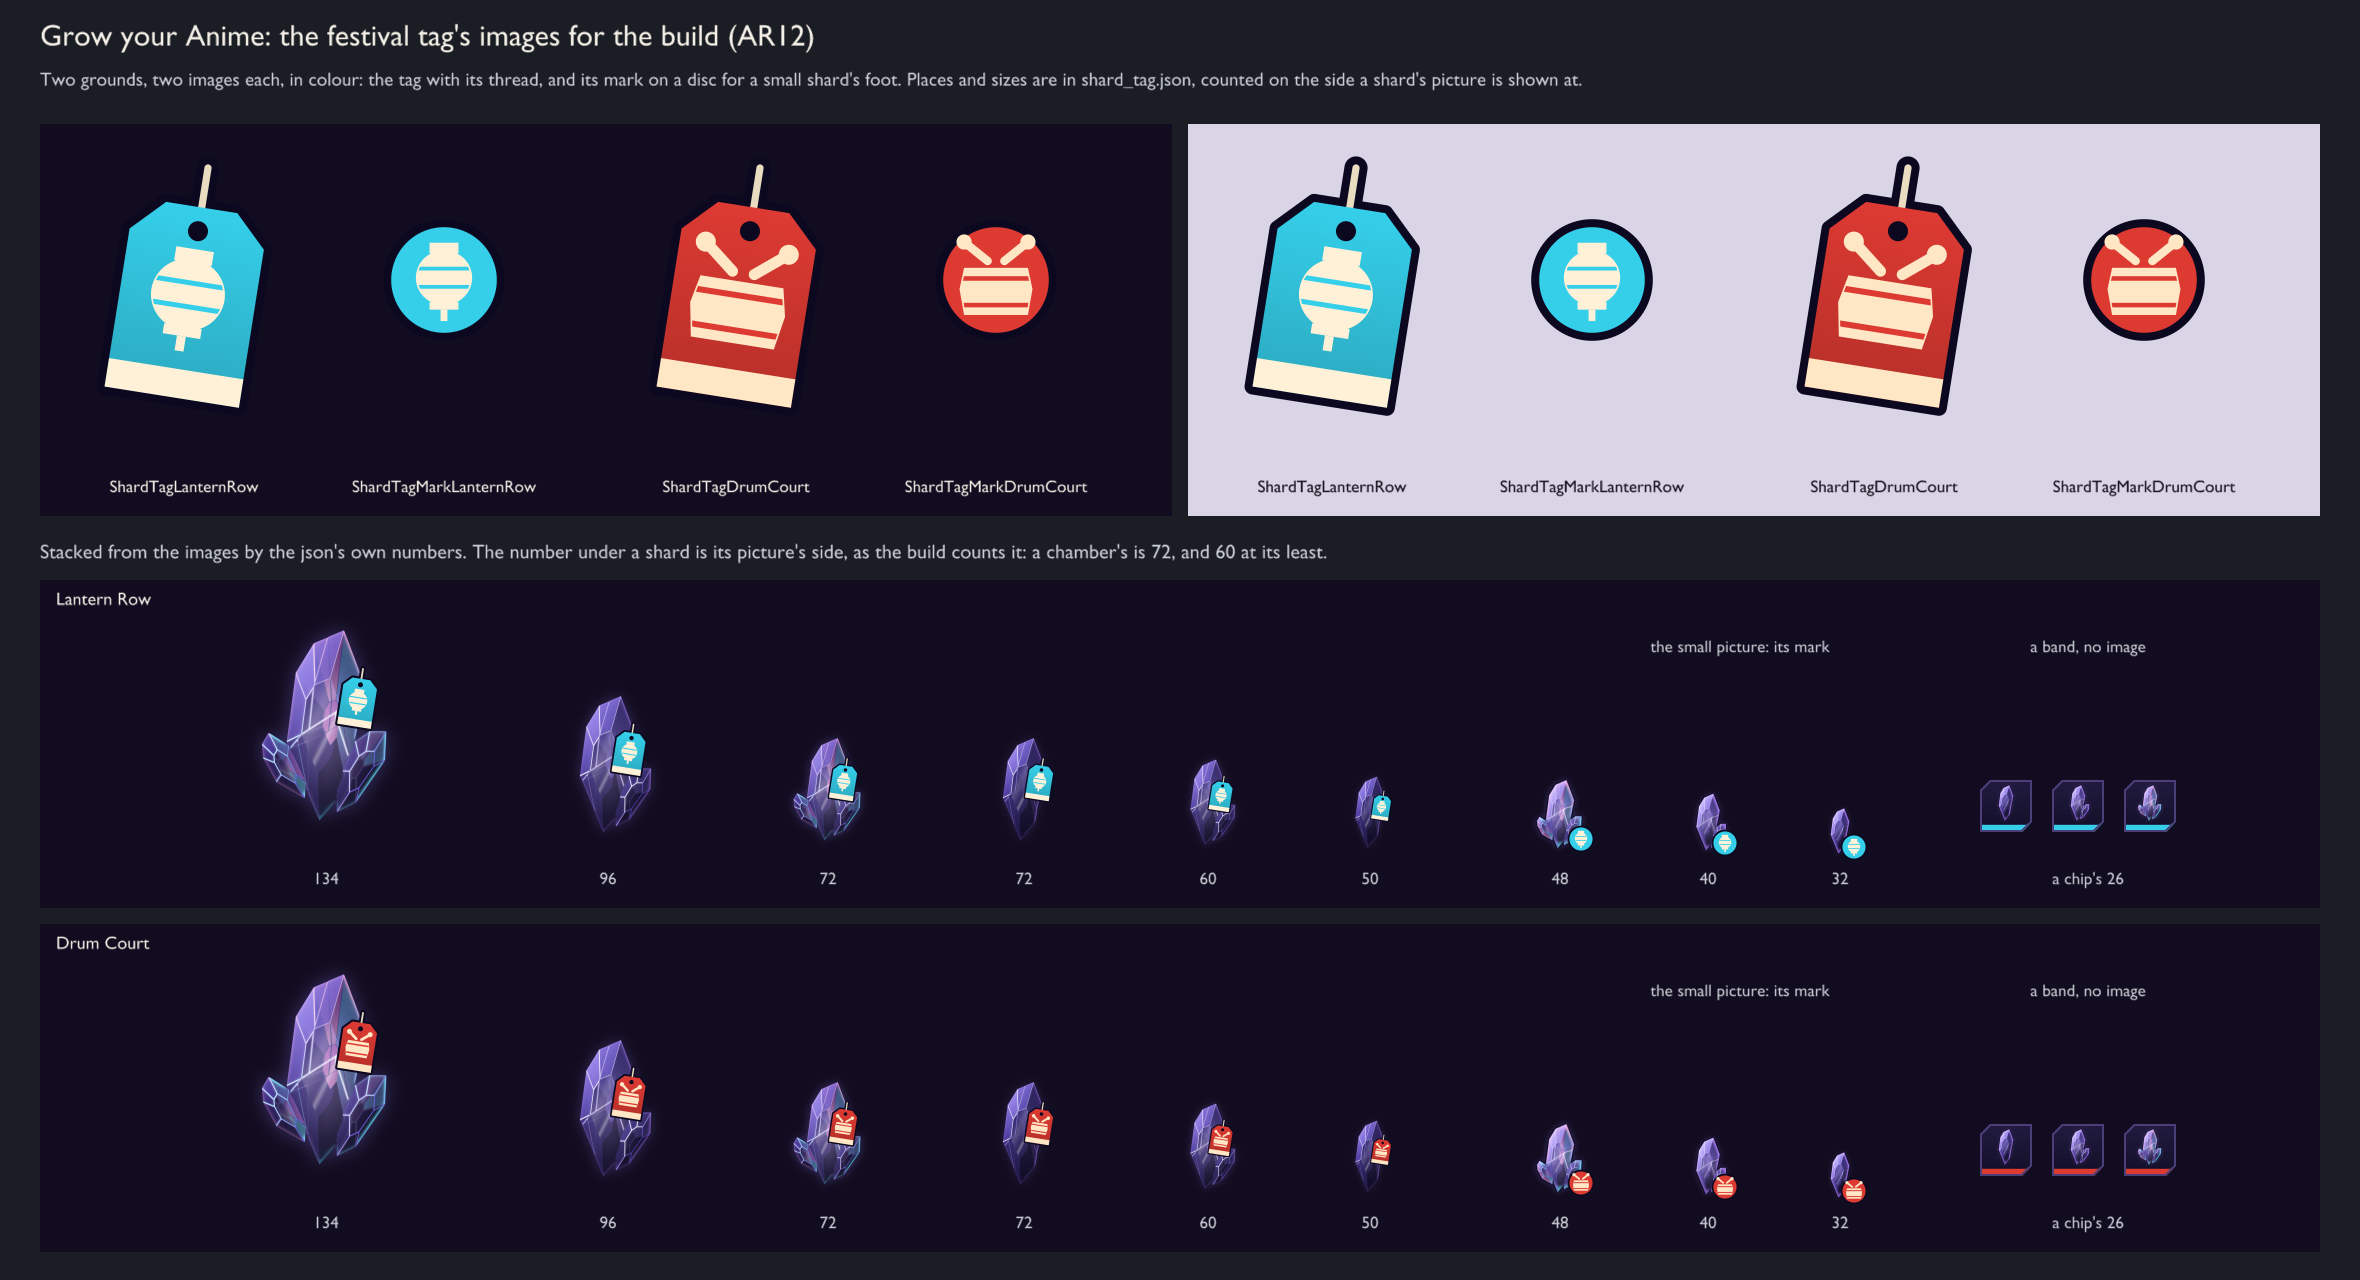 Grow your Anime: the festival tag's images for the build (AR12)
Two grounds, two images each, in colour: the tag with its thread, and its mark on a disc for a small shard's foot. Places and sizes are in shard_tag.json, counted on the side a shard's picture is shown at.
ShardTagLanternRow
ShardTagMarkLanternRow
ShardTagDrumCourt
ShardTagMarkDrumCourt
ShardTagLanternRow
ShardTagMarkLanternRow
ShardTagDrumCourt
ShardTagMarkDrumCourt
Stacked from the images by the json's own numbers. The number under a shard is its picture's side, as the build counts it: a chamber's is 72, and 60 at its least.
Lantern Row
the small picture: its mark
a band, no image
134
96
72
72
60
50
48
40
32
a chip's 26
Drum Court
the small picture: its mark
a band, no image
134
96
72
72
60
50
48
40
32
a chip's 26